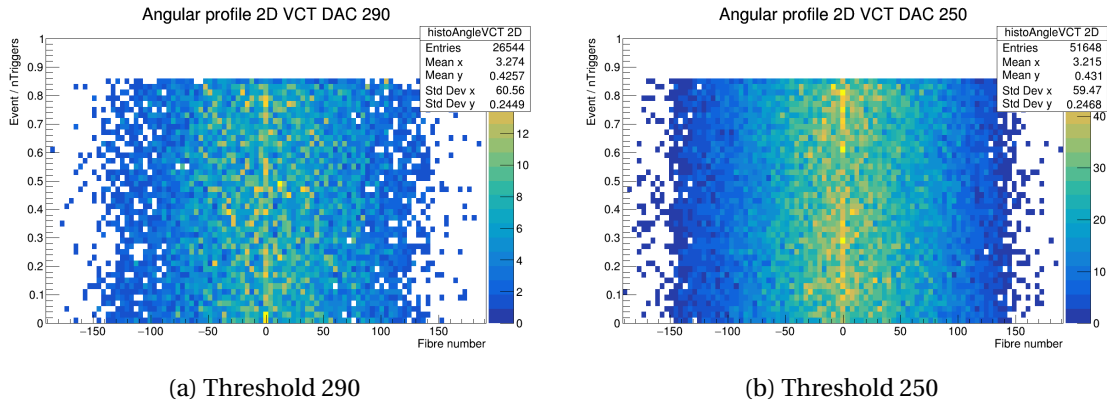 Angular profile 2D VCT DAC 290
histoAngleVCT 2D
Entries 26544
Mean x 3.274
Mean y 0.4257
Std Dev x 60.56
Std Dev y 0.2449
Event / nTriggers
1
0.9
0.8
0.7
0.6
0.5
0.4
0.3
0.2
0.1
0
12
10
8
6
4
2
0
−150 −100 −50 0 50 100 150
Fibre number
(a) Threshold 290
Angular profile 2D VCT DAC 250
histoAngleVCT 2D
Entries 51648
Mean x 3.215
Mean y 0.431
Std Dev x 59.47
Std Dev y 0.2468
Event / nTriggers
1
0.9
0.8
0.7
0.6
0.5
0.4
0.3
0.2
0.1
0
40
30
20
10
0
−150 −100 −50 0 50 100 150
Fibre number
(b) Threshold 250